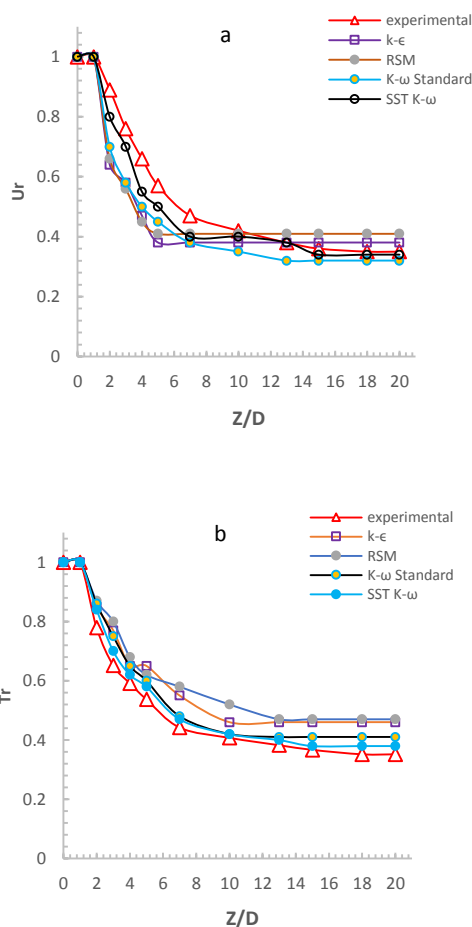 a
experimental
k-ϵ
RSM
K-ω Standard
SST K-ω
1
0.8
0.6
0.4
0.2
0
Ur
0 2 4 6 8 10 12 14 16 18 20
Z/D
b
experimental
k-ϵ
RSM
K-ω Standard
SST K-ω
1
0.8
0.6
0.4
0.2
0
Tr
0 2 4 6 8 10 12 14 16 18 20
Z/D